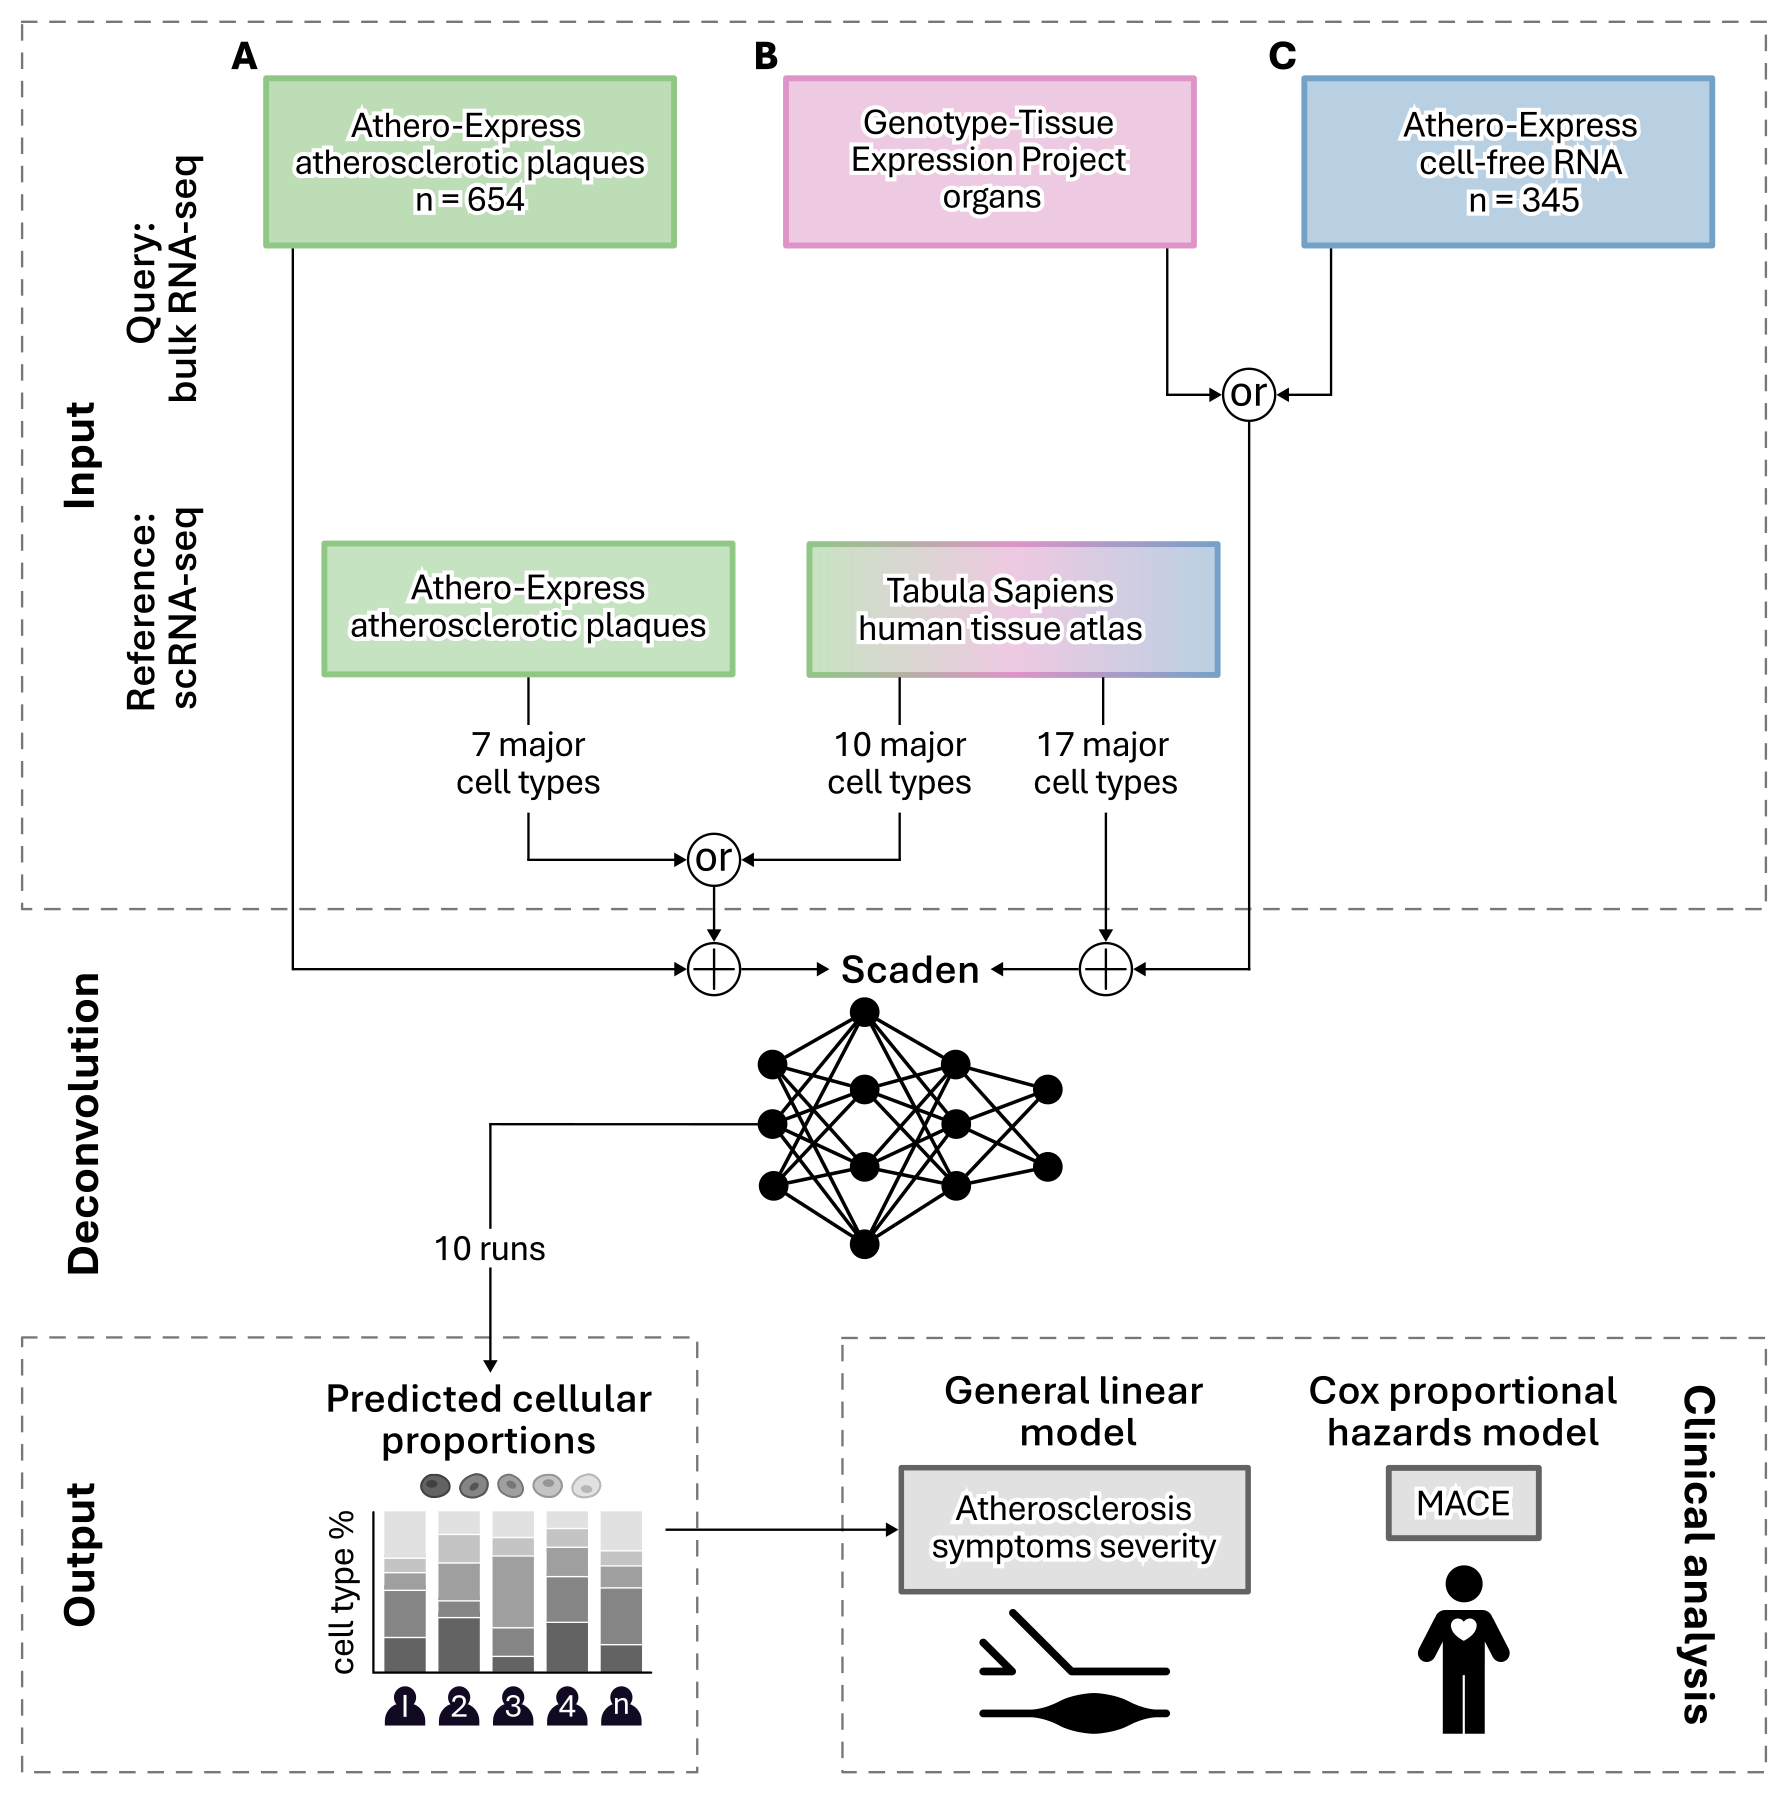 A
B
C
Athero-Express
atherosclerotic plaques
n = 654
Genotype-Tissue
Expression Project
organs
Athero-Express
cell-free RNA
n = 345
Input
Query:
bulk RNA-seq
or
Reference:
scRNA-seq
Athero-Express
atherosclerotic plaques
Tabula Sapiens
human tissue atlas
7 major
cell types
10 major
cell types
17 major
cell types
or
Deconvolution
Scaden
10 runs
Output
Predicted cellular
proportions
cell type %
1
2
3
4
n
General linear
model
Atherosclerosis
symptoms severity
Cox proportional
hazards model
MACE
Clinical analysis